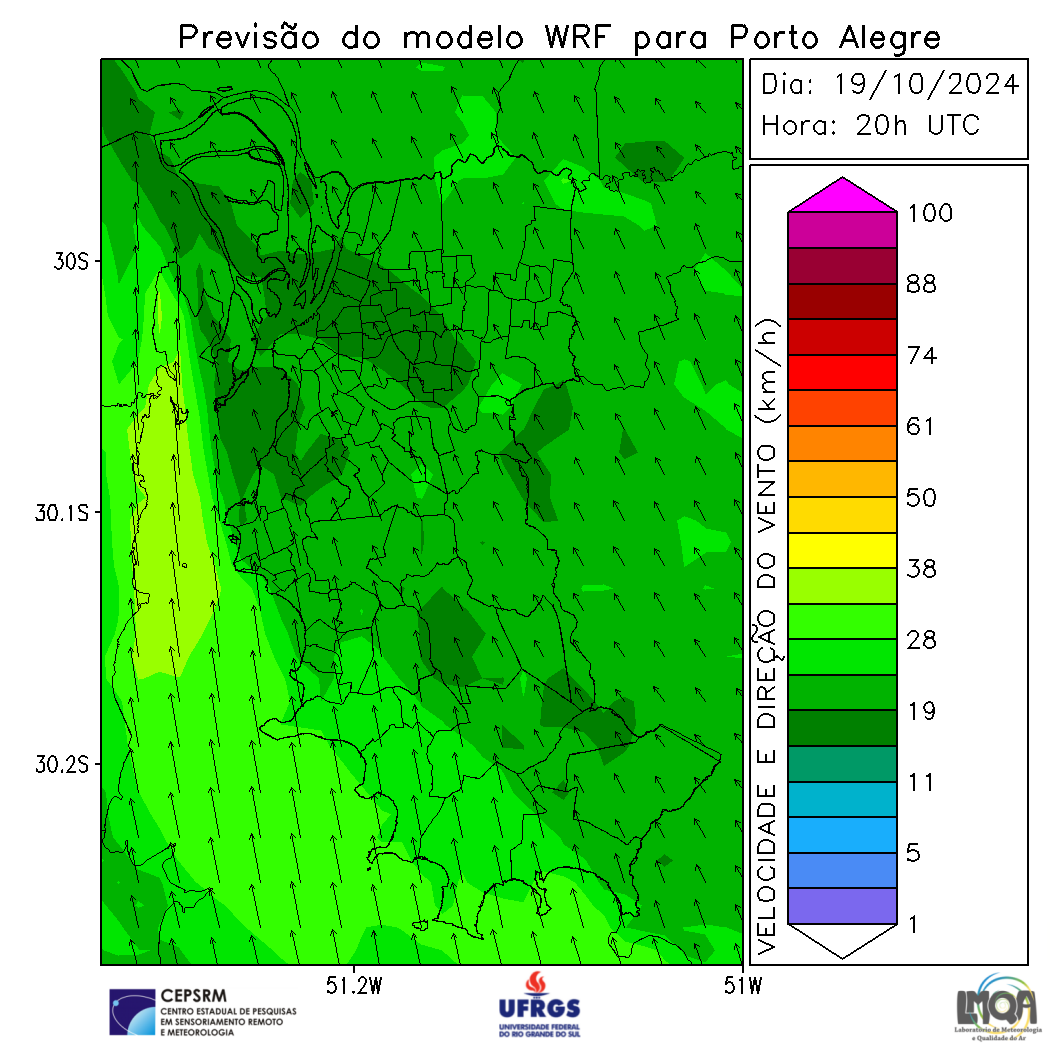 Previsão do modelo WRF para Porto Alegre
Dia: 19/10/2024
Hora: 20h UTC
30S
30.1S
30.2S
51.2W
51W
VELOCIDADE E DIREÇÃO DO VENTO (km/h)
100
88
74
61
50
38
28
19
11
5
1
CEPSRM
CENTRO ESTADUAL DE PESQUISAS
EM SENSORIAMENTO REMOTO
E METEOROLOGIA
UFRGS
UNIVERSIDADE FEDERAL
DO RIO GRANDE DO SUL
LMQA
Laboratório de Meteorologia
e Qualidade do Ar